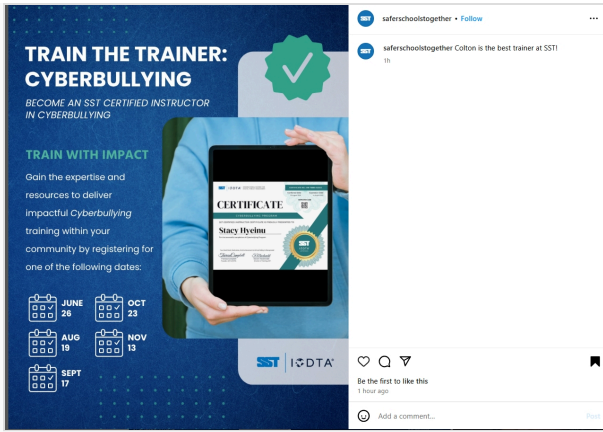 TRAIN THE TRAINER:
CYBERBULLYING
BECOME AN SST CERTIFIED INSTRUCTOR
IN CYBERBULLYING
TRAIN WITH IMPACT
Gain the expertise and
resources to deliver
impactful Cyberbullying
training within your
community by registering for
one of the following dates:
JUNE
26
OCT
23
AUG
19
NOV
13
SEPT
17
CERTIFICATE
Stacy Hyeinu
SST
SST | IODTA
SST
saferschoolstogether • Follow
SST
saferschoolstogether Colton is the best trainer at SST!
1h
Be the first to like this
1 hour ago
Add a comment...
Post